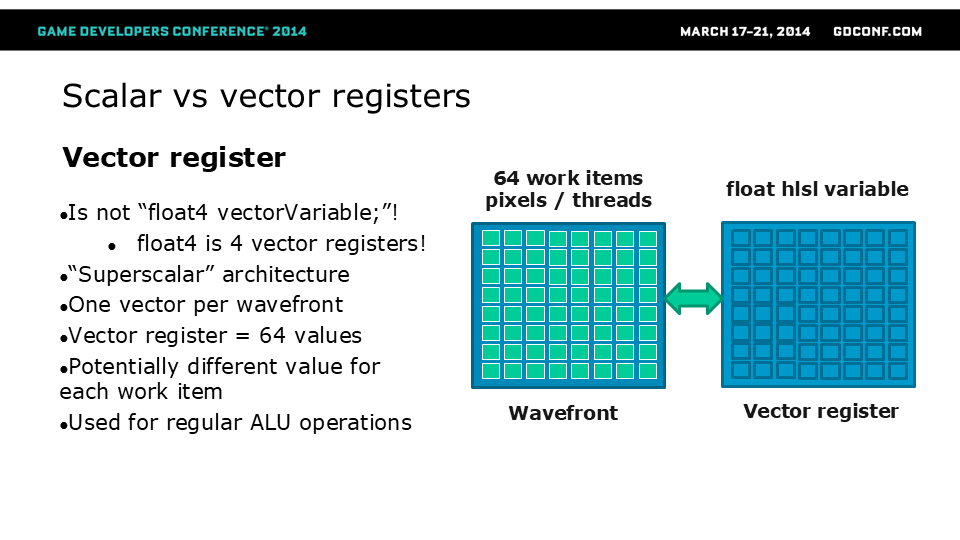 GAME DEVELOPERS CONFERENCE® 2014
MARCH 17–21, 2014 GDCONF.COM
Scalar vs vector registers
Vector register
●Is not “float4 vectorVariable;”!
● float4 is 4 vector registers!
●“Superscalar” architecture
●One vector per wavefront
●Vector register = 64 values
●Potentially different value for
each work item
●Used for regular ALU operations
64 work items
pixels / threads
Wavefront
float hlsl variable
Vector register